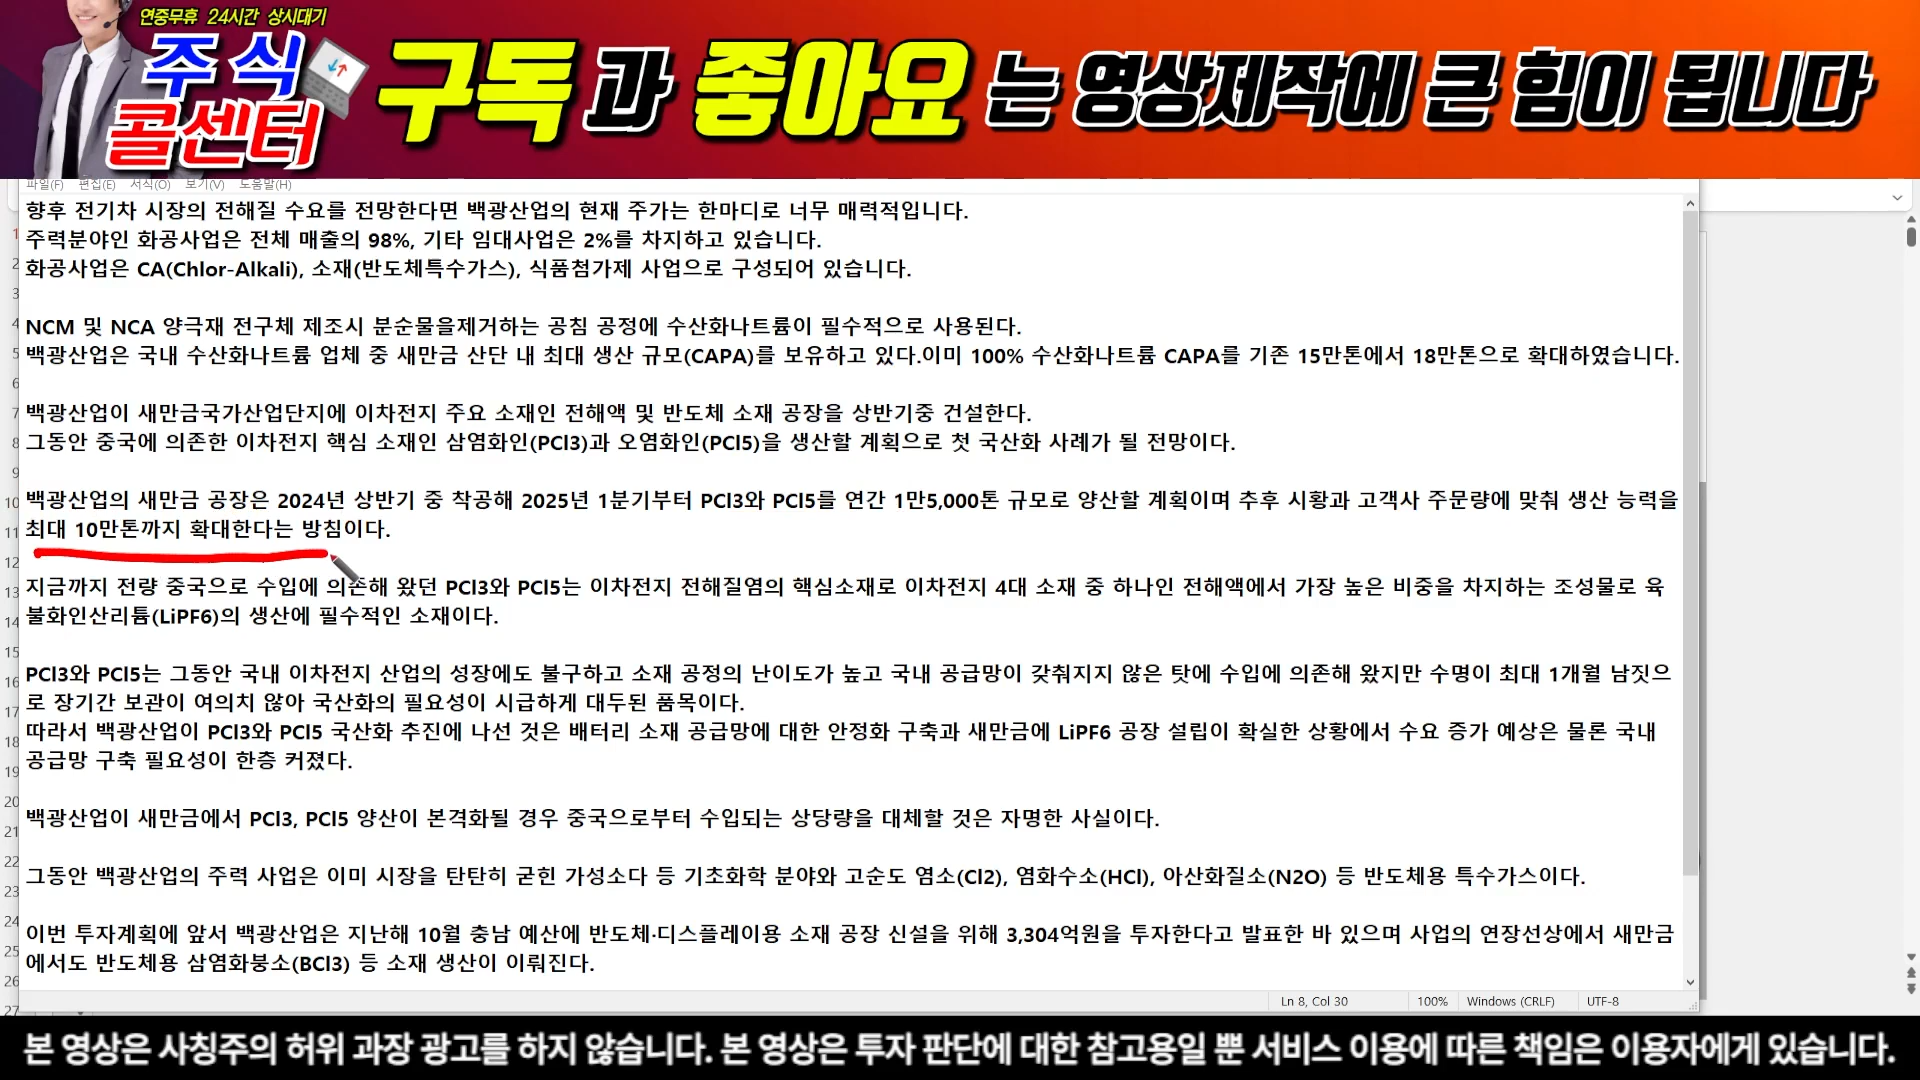 연중무휴 24시간 상시대기
주식
콜센터
구독과 좋아요는 영상제작에 큰 힘이 됩니다
파일(F) 편집(E) 서식(O) 보기(V) 도움말(H)
향후 전기차 시장의 전해질 수요를 전망한다면 백광산업의 현재 주가는 한마디로 너무 매력적입니다.
주력분야인 화공사업은 전체 매출의 98%, 기타 임대사업은 2%를 차지하고 있습니다.
화공사업은 CA(Chlor-Alkali), 소재(반도체특수가스), 식품첨가제 사업으로 구성되어 있습니다.
NCM 및 NCA 양극재 전구체 제조시 분순물을제거하는 공침 공정에 수산화나트륨이 필수적으로 사용된다.
백광산업은 국내 수산화나트륨 업체 중 새만금 산단 내 최대 생산 규모(CAPA)를 보유하고 있다.이미 100% 수산화나트륨 CAPA를 기존 15만톤에서 18만톤으로 확대하였습니다.
백광산업이 새만금국가산업단지에 이차전지 주요 소재인 전해액 및 반도체 소재 공장을 상반기중 건설한다.
그동안 중국에 의존한 이차전지 핵심 소재인 삼염화인(PCl3)과 오염화인(PCl5)을 생산할 계획으로 첫 국산화 사례가 될 전망이다.
백광산업의 새만금 공장은 2024년 상반기 중 착공해 2025년 1분기부터 PCl3와 PCl5를 연간 1만5,000톤 규모로 양산할 계획이며 추후 시황과 고객사 주문량에 맞춰 생산 능력을
최대 10만톤까지 확대한다는 방침이다.
지금까지 전량 중국으로 수입에 의존해 왔던 PCl3와 PCl5는 이차전지 전해질염의 핵심소재로 이차전지 4대 소재 중 하나인 전해액에서 가장 높은 비중을 차지하는 조성물로 육
불화인산리튬(LiPF6)의 생산에 필수적인 소재이다.
PCl3와 PCl5는 그동안 국내 이차전지 산업의 성장에도 불구하고 소재 공정의 난이도가 높고 국내 공급망이 갖춰지지 않은 탓에 수입에 의존해 왔지만 수명이 최대 1개월 남짓으
로 장기간 보관이 여의치 않아 국산화의 필요성이 시급하게 대두된 품목이다.
따라서 백광산업이 PCl3와 PCl5 국산화 추진에 나선 것은 배터리 소재 공급망에 대한 안정화 구축과 새만금에 LiPF6 공장 설립이 확실한 상황에서 수요 증가 예상은 물론 국내
공급망 구축 필요성이 한층 커졌다.
백광산업이 새만금에서 PCl3, PCl5 양산이 본격화될 경우 중국으로부터 수입되는 상당량을 대체할 것은 자명한 사실이다.
그동안 백광산업의 주력 사업은 이미 시장을 탄탄히 굳힌 가성소다 등 기초화학 분야와 고순도 염소(Cl2), 염화수소(HCl), 아산화질소(N2O) 등 반도체용 특수가스이다.
이번 투자계획에 앞서 백광산업은 지난해 10월 충남 예산에 반도체·디스플레이용 소재 공장 신설을 위해 3,304억원을 투자한다고 발표한 바 있으며 사업의 연장선상에서 새만금
에서도 반도체용 삼염화붕소(BCl3) 등 소재 생산이 이뤄진다.
Ln 8, Col 30 100% Windows (CRLF) UTF-8
본 영상은 사칭주의 허위 과장 광고를 하지 않습니다. 본 영상은 투자 판단에 대한 참고용일 뿐 서비스 이용에 따른 책임은 이용자에게 있습니다.